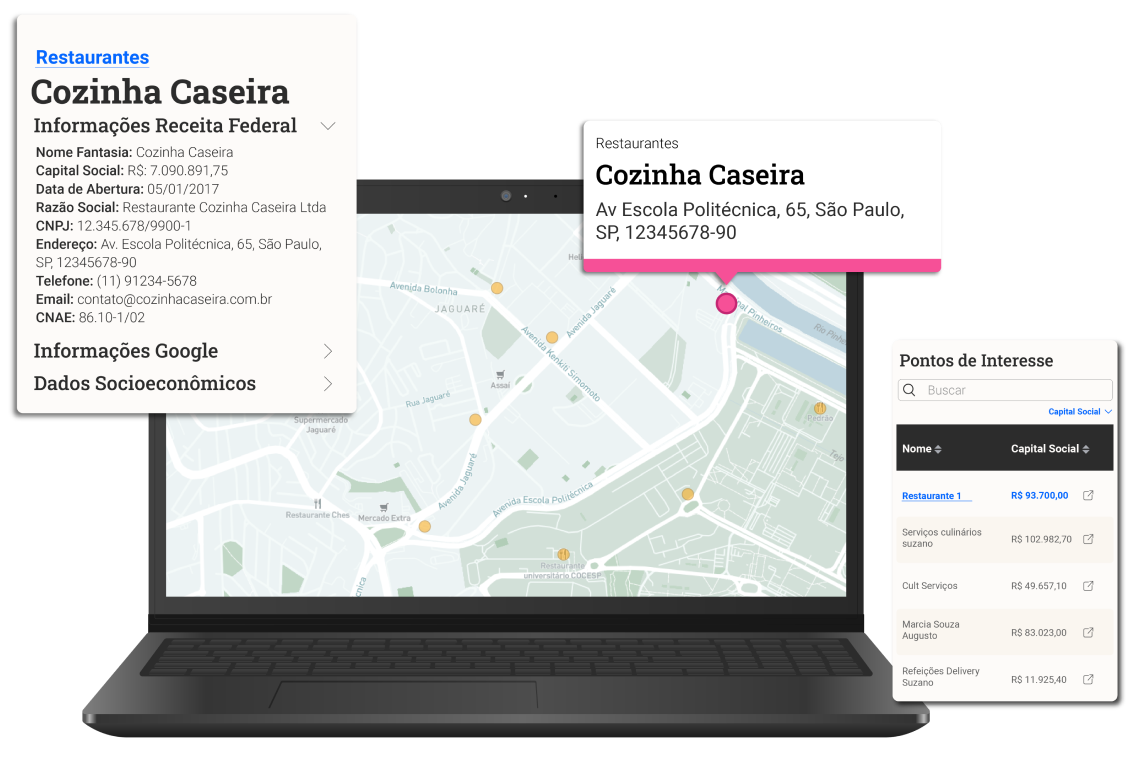 Restaurantes
Cozinha Caseira
Informações Receita Federal
Nome Fantasia: Cozinha Caseira
Capital Social: R$: 7.090.891,75
Data de Abertura: 05/01/2017
Razão Social: Restaurante Cozinha Caseira Ltda
CNPJ: 12.345.678/9900-1
Endereço: Av. Escola Politécnica, 65, São Paulo,
SP, 12345678-90
Telefone: (11) 91234-5678
Email: contato@cozinhacaseira.com.br
CNAE: 86.10-1/02
Informações Google
Dados Socioeconômicos
Restaurantes
Cozinha Caseira
Av Escola Politécnica, 65, São Paulo,
SP, 12345678-90
Avenida Bolonha
JAGUARÉ
Avenida Jaguaré
Avenida Kenkiti Simomoto
Pinheiros
Rio
Assaí
Rua Jaguaré
Supermercado
Jaguaré
Padrão
Tejo
Avenida Jaguaré
Avenida Escola Politécnica
Restaurante Ches
Mercado Extra
Restaurante
universitário COCESP
Pontos de Interesse
Buscar
Capital Social
Nome
Capital Social
Restaurante 1
R$ 93.700,00
Serviços culinários
suzano
R$ 102.982,70
Cult Serviços
R$ 49.657,10
Marcia Souza
Augusto
R$ 83.023,00
Refeições Delivery
Suzano
R$ 11.925,40